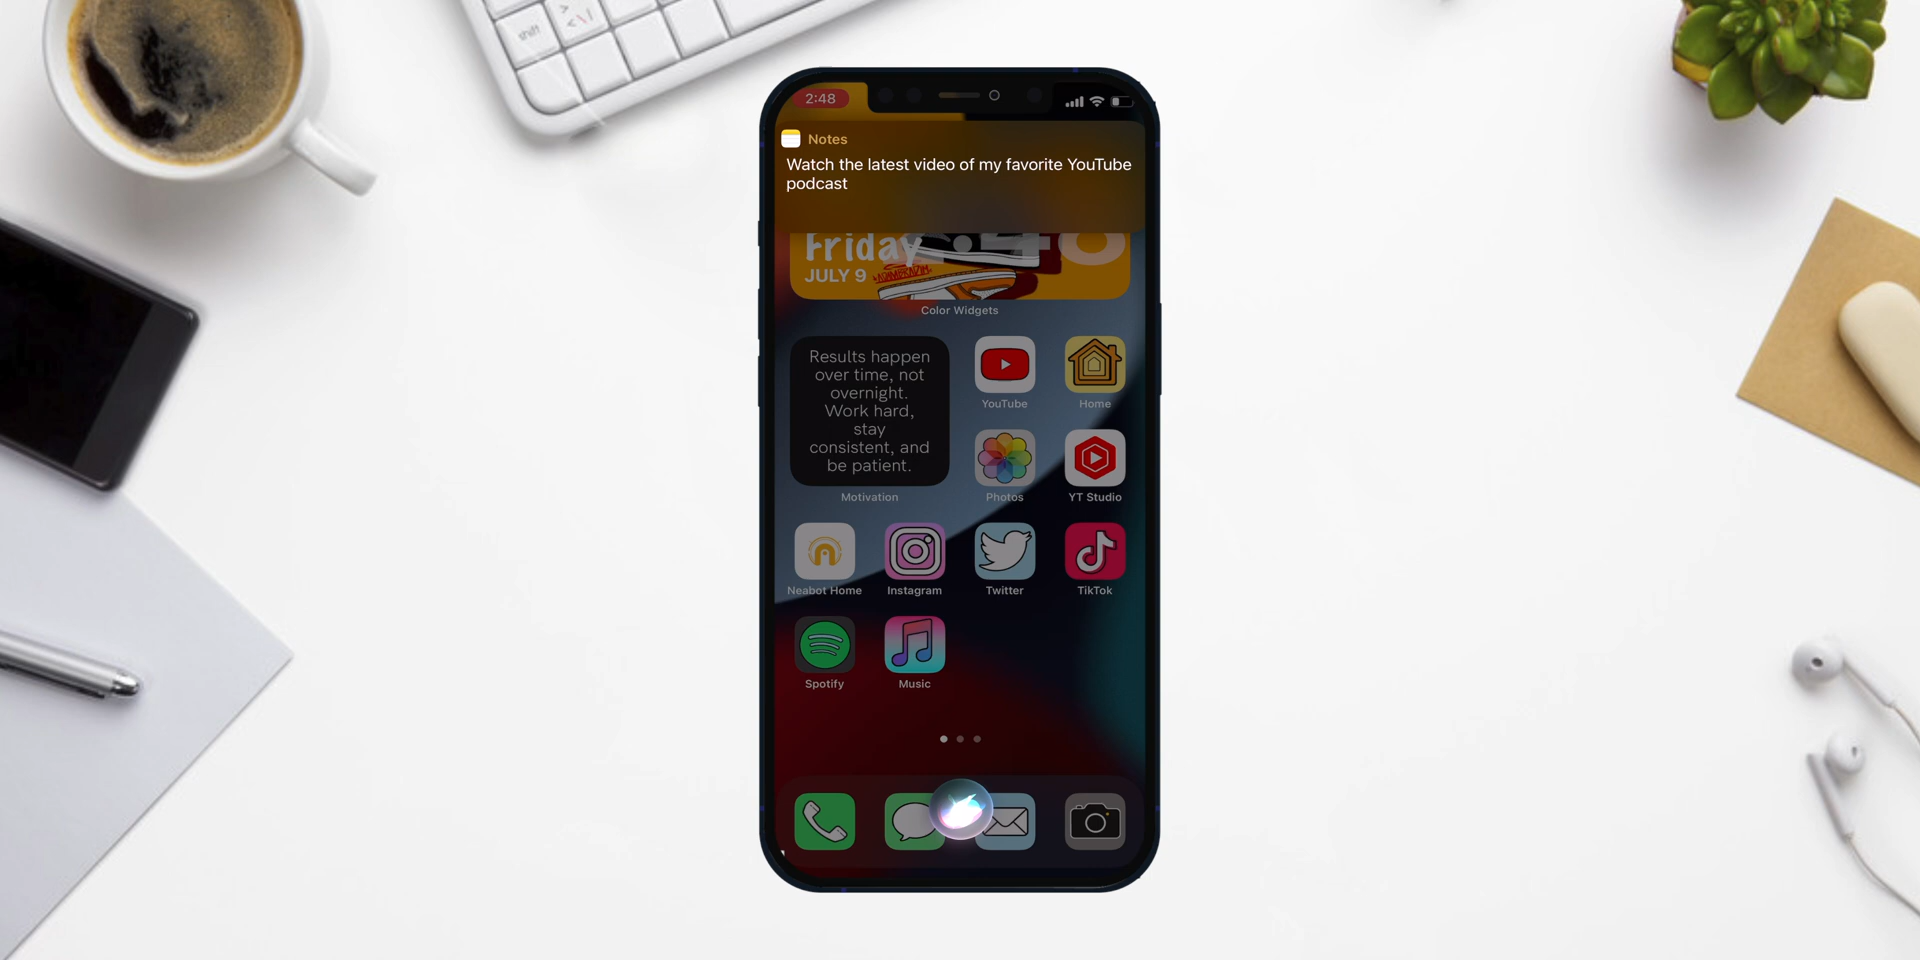 shift
2:48
Notes
Watch the latest video of my favorite YouTube
podcast
Friday
JULY 9
Color Widgets
Results happen
over time, not
overnight.
Work hard,
stay
consistent, and
be patient.
Motivation
YouTube
Home
Photos
YT Studio
Neabot Home
Instagram
Twitter
TikTok
Spotify
Music